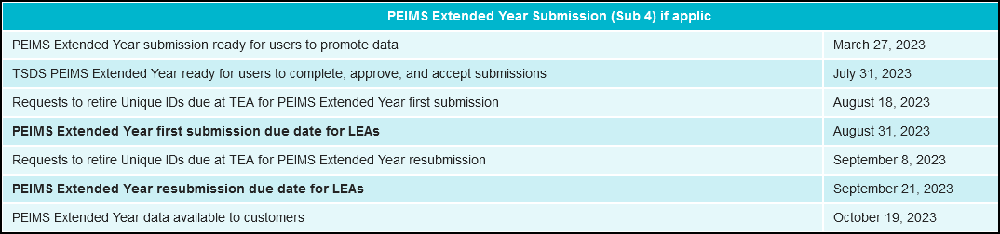 PEIMS Extended Year Submission (Sub 4) if applic
PEIMS Extended Year submission ready for users to promote data March 27, 2023
TSDS PEIMS Extended Year ready for users to complete, approve, and accept submissions July 31, 2023
Requests to retire Unique IDs due at TEA for PEIMS Extended Year first submission August 18, 2023
PEIMS Extended Year first submission due date for LEAs August 31, 2023
Requests to retire Unique IDs due at TEA for PEIMS Extended Year resubmission September 8, 2023
PEIMS Extended Year resubmission due date for LEAs September 21, 2023
PEIMS Extended Year data available to customers October 19, 2023